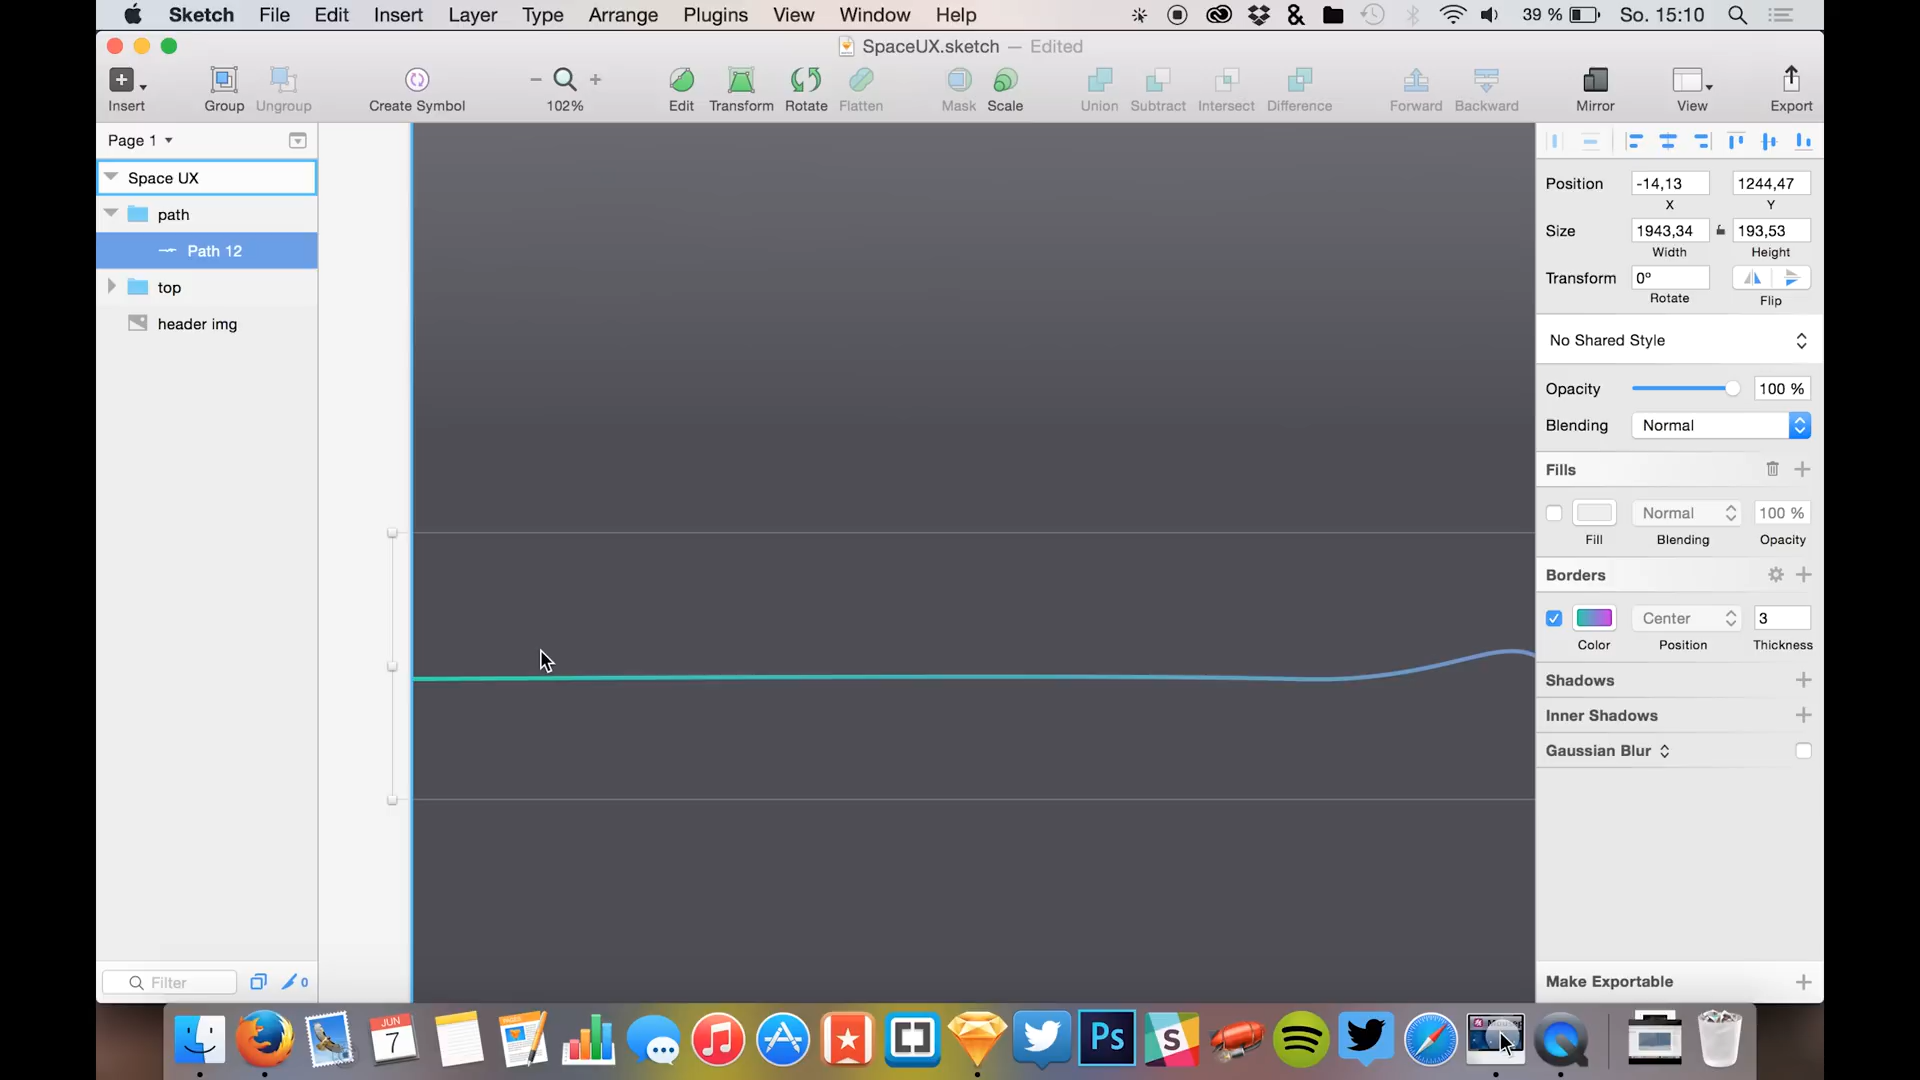 Sketch File Edit Insert Layer Type Arrange Plugins View Window Help 39 % So. 15:10
SpaceUX.sketch — Edited
Insert Group Ungroup Create Symbol 102% Edit Transform Rotate Flatten Mask Scale Union Subtract Intersect Difference Forward Backward Mirror View Export
Page 1
Space UX
path
Path 12
top
header img
Filter
0
Position -14,13 1244,47
X Y
Size 1943,34 193,53
Width Height
Transform 0º
Rotate Flip
No Shared Style
Opacity 100 %
Blending Normal
Fills
Normal 100 %
Fill Blending Opacity
Borders
Center 3
Color Position Thickness
Shadows
Inner Shadows
Gaussian Blur
Make Exportable
JUN
7
Ps
S